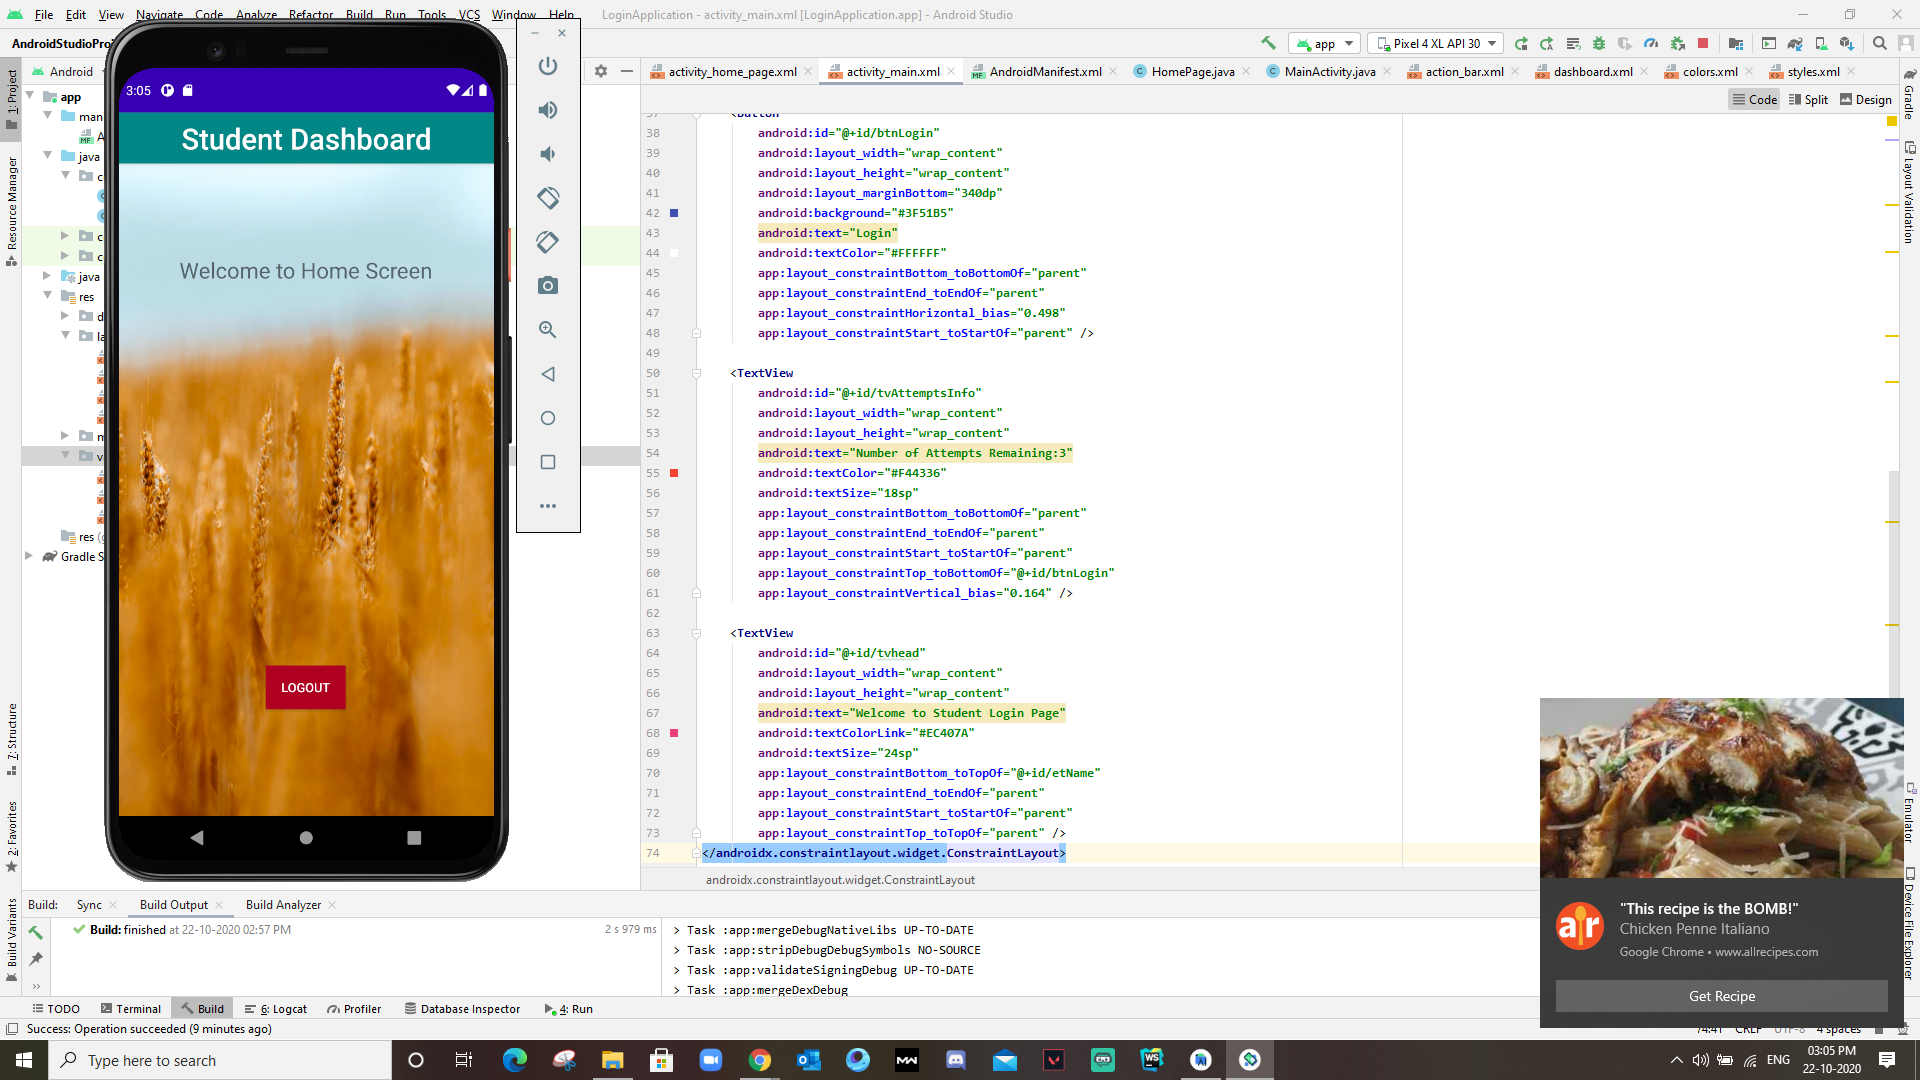 File Edit View Navigate Code Analyze Refactor Build Run Tools VCS Window Help LoginApplication - activity_main.xml [LoginApplication.app] - Android Studio
AndroidStudioProj
app
Pixel 4 XL API 30
1: Project
Resource Manager
7: Structure
2: Favorites
Build Variants
Android
app
java
java
res
res
Gradle S
3:05
Student Dashboard
Welcome to Home Screen
LOGOUT
activity_home_page.xml
activity_main.xml
AndroidManifest.xml
HomePage.java
MainActivity.java
action_bar.xml
dashboard.xml
colors.xml
styles.xml
Code Split Design
37 <Button
38 android:id="@+id/btnLogin"
39 android:layout_width="wrap_content"
40 android:layout_height="wrap_content"
41 android:layout_marginBottom="340dp"
42 android:background="#3F51B5"
43 android:text="Login"
44 android:textColor="#FFFFFF"
45 app:layout_constraintBottom_toBottomOf="parent"
46 app:layout_constraintEnd_toEndOf="parent"
47 app:layout_constraintHorizontal_bias="0.498"
48 app:layout_constraintStart_toStartOf="parent" />
49
50 <TextView
51 android:id="@+id/tvAttemptsInfo"
52 android:layout_width="wrap_content"
53 android:layout_height="wrap_content"
54 android:text="Number of Attempts Remaining:3"
55 android:textColor="#F44336"
56 android:textSize="18sp"
57 app:layout_constraintBottom_toBottomOf="parent"
58 app:layout_constraintEnd_toEndOf="parent"
59 app:layout_constraintStart_toStartOf="parent"
60 app:layout_constraintTop_toBottomOf="@+id/btnLogin"
61 app:layout_constraintVertical_bias="0.164" />
62
63 <TextView
64 android:id="@+id/tvhead"
65 android:layout_width="wrap_content"
66 android:layout_height="wrap_content"
67 android:text="Welcome to Student Login Page"
68 android:textColorLink="#EC407A"
69 android:textSize="24sp"
70 app:layout_constraintBottom_toTopOf="@+id/etName"
71 app:layout_constraintEnd_toEndOf="parent"
72 app:layout_constraintStart_toStartOf="parent"
73 app:layout_constraintTop_toTopOf="parent" />
74 </androidx.constraintlayout.widget.ConstraintLayout>
androidx.constraintlayout.widget.ConstraintLayout
Gradle
Layout Validation
Emulator
Device File Explorer
Build: Sync Build Output Build Analyzer
Build: finished at 22-10-2020 02:57 PM 2 s 979 ms
> Task :app:mergeDebugNativeLibs UP-TO-DATE
> Task :app:stripDebugDebugSymbols NO-SOURCE
> Task :app:validateSigningDebug UP-TO-DATE
> Task :app:mergeDexDebug
"This recipe is the BOMB!"
Chicken Penne Italiano
Google Chrome • www.allrecipes.com
Get Recipe
TODO Terminal Build 6: Logcat Profiler Database Inspector 4: Run
Success: Operation succeeded (9 minutes ago) 74:41 CRLF UTF-8 4 spaces
Type here to search
ENG
03:05 PM
22-10-2020